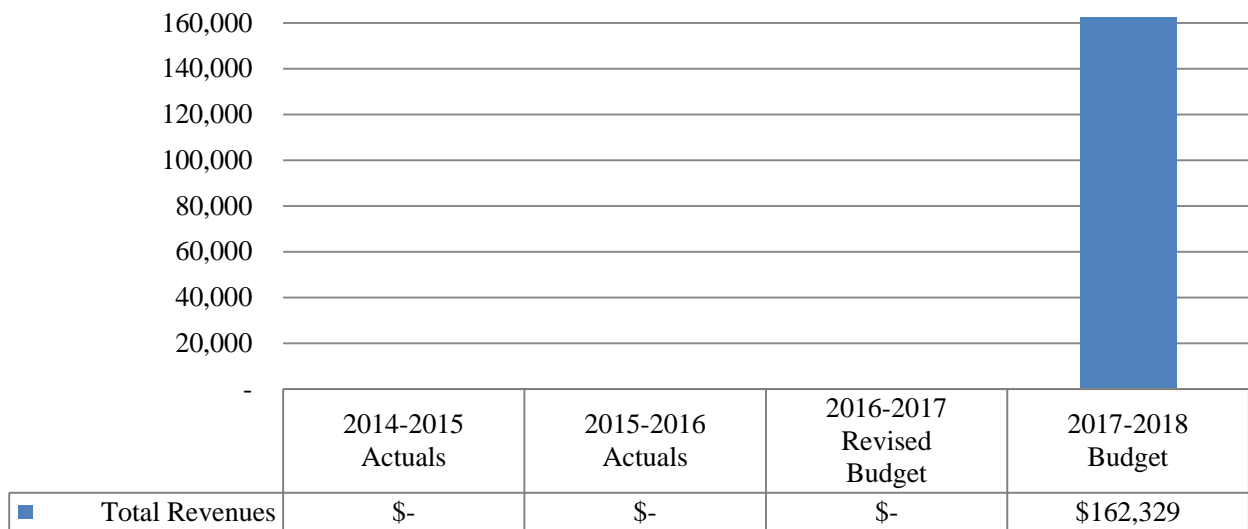 160,000
140,000
120,000
100,000
80,000
60,000
40,000
20,000
-
2014-2015
Actuals
2015-2016
Actuals
2016-2017
Revised
Budget
2017-2018
Budget
Total Revenues $- $- $- $162,329